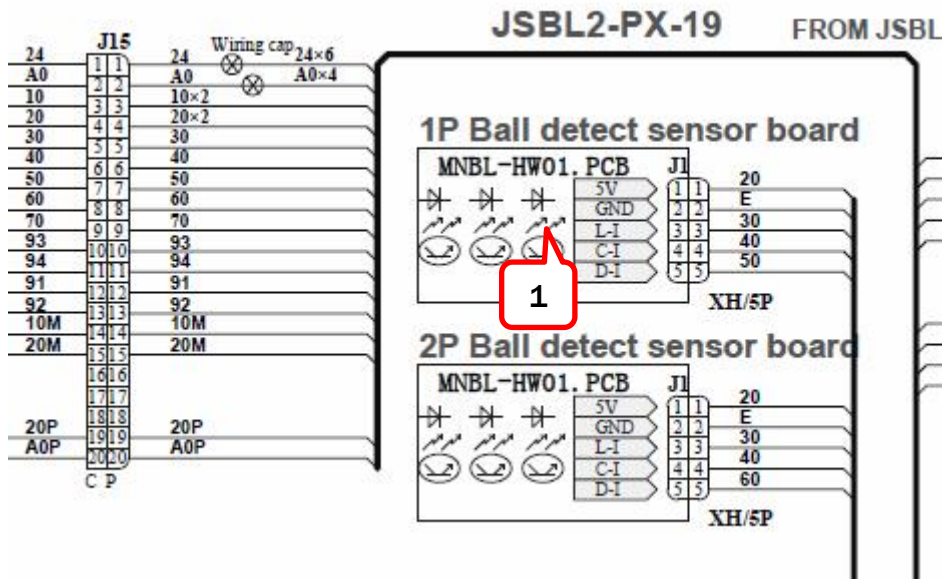 JSBL2-PX-19
FROM JSBL
J15
Wiring cap
24 1 1 24 24×6
A0 2 2 A0 A0×4
10 3 3 10×2
20 4 4 20×2
30 5 5 30
40 6 6 40
50 7 7 50
60 8 8 60
70 9 9 70
93 10 10 93
94 11 11 94
91 12 12 91
92 13 13 92
10M 14 14 10M
20M 15 15 20M
16 16
17 17
18 18
20P 19 19 20P
A0P 20 20 A0P
C P
1P Ball detect sensor board
MNBL-HW01.PCB J1
5V 1 1 20
GND 2 2 E
L-I 3 3 30
C-I 4 4 40
D-I 5 5 50
1
XH/5P
2P Ball detect sensor board
MNBL-HW01.PCB J1
5V 1 1 20
GND 2 2 E
L-I 3 3 30
C-I 4 4 40
D-I 5 5 60
XH/5P